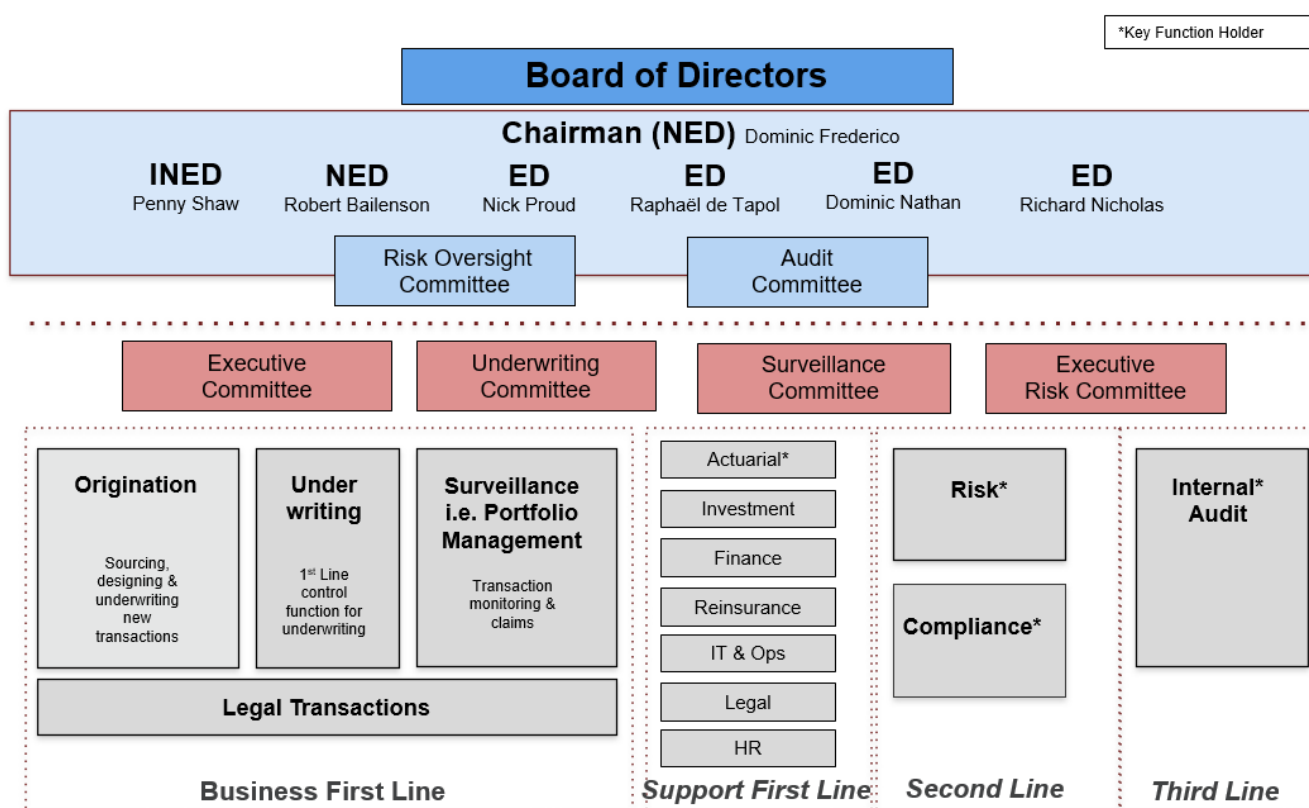 *Key Function Holder
Board of Directors
Chairman (NED) Dominic Frederico
INED
Penny Shaw
NED
Robert Bailenson
ED
Nick Proud
ED
Raphaël de Tapol
ED
Dominic Nathan
ED
Richard Nicholas
Risk Oversight
Committee
Audit
Committee
Executive
Committee
Underwriting
Committee
Surveillance
Committee
Executive
Risk Committee
Origination
Sourcing,
designing &
underwriting
new
transactions
Under
writing
1st Line
control
function for
underwriting
Surveillance
i.e. Portfolio
Management
Transaction
monitoring &
claims
Legal Transactions
Business First Line
Actuarial*
Investment
Finance
Reinsurance
IT & Ops
Legal
HR
Support First Line
Risk*
Compliance*
Second Line
Internal*
Audit
Third Line